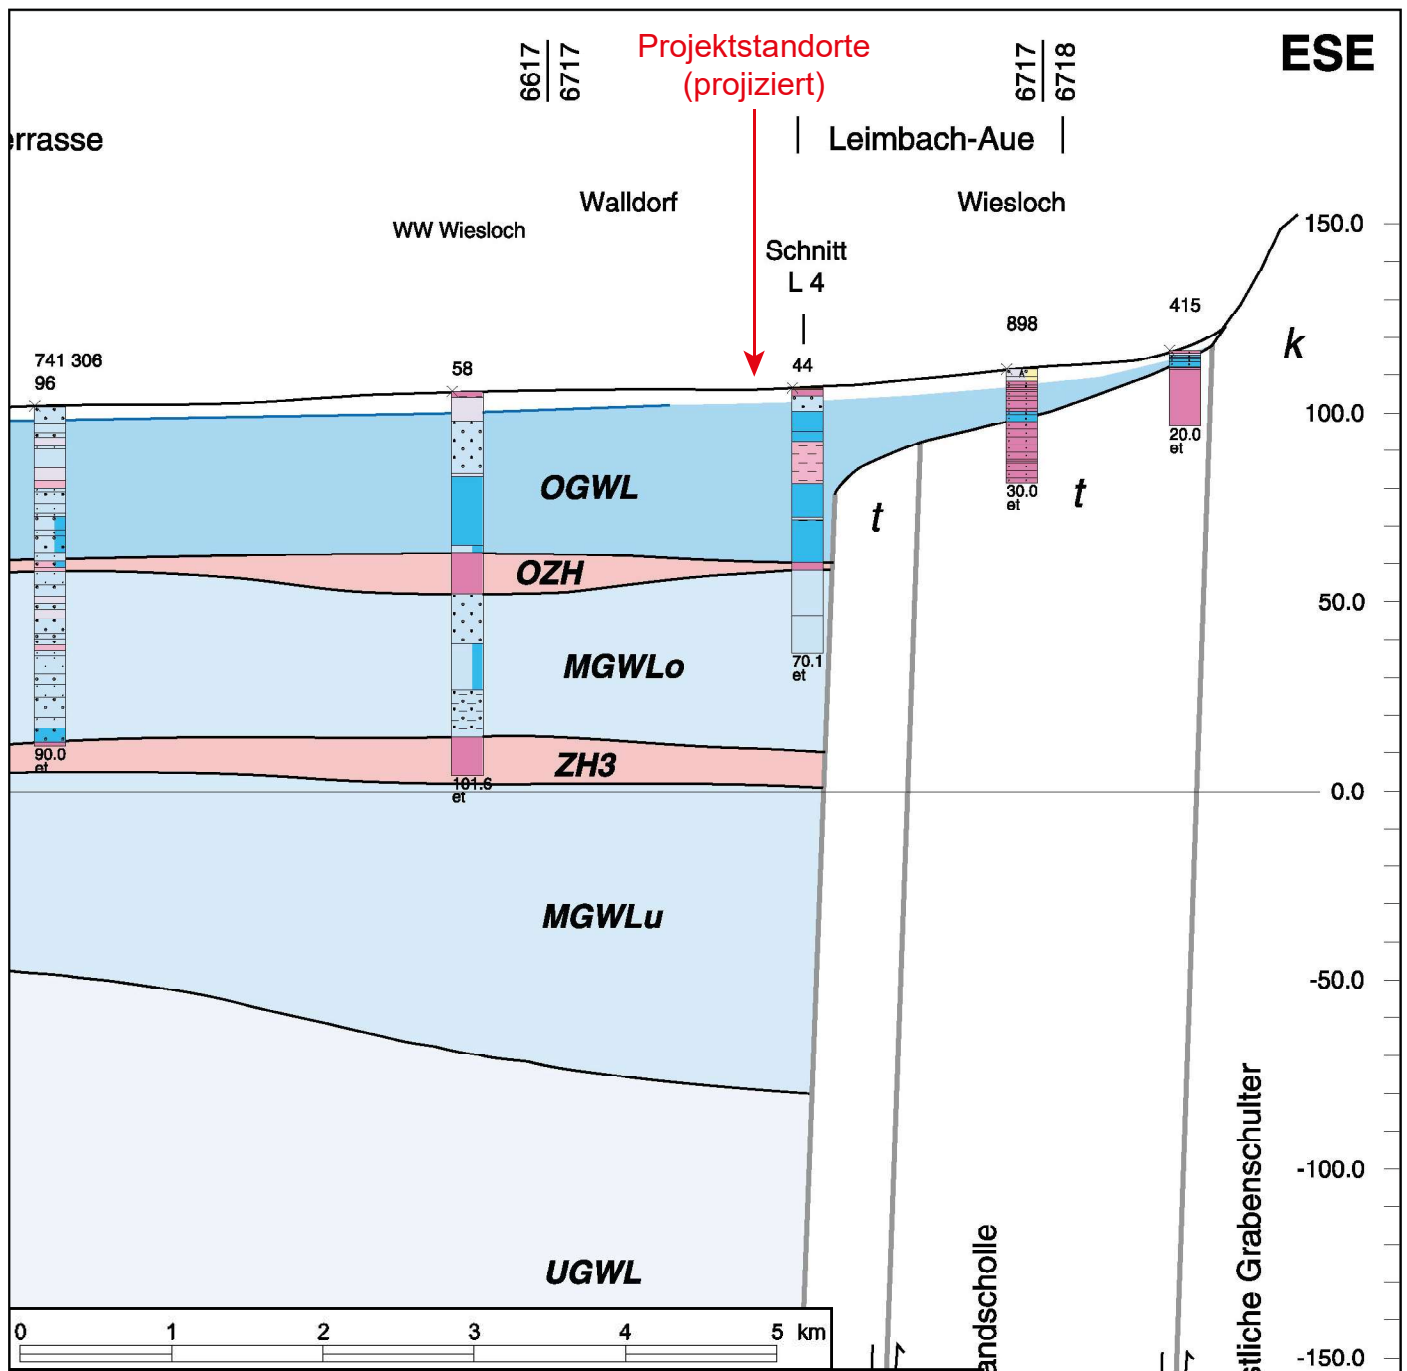 6617
6717
Projektstandorte
(projiziert)
6717
6718
ESE
errasse
Leimbach-Aue
Walldorf
Wiesloch
WW Wiesloch
Schnitt
L 4
150.0
415
898
k
741 306
96
58
44
A
100.0
20.0
et
OGWL
30.0
et
t
t
OZH
50.0
MGWLo
70.1
et
90.0
et
ZH3
101.6
et
0.0
MGWLu
-50.0
-100.0
UGWL
andscholle
stliche Grabenschulter
0 1 2 3 4 5 km
-150.0